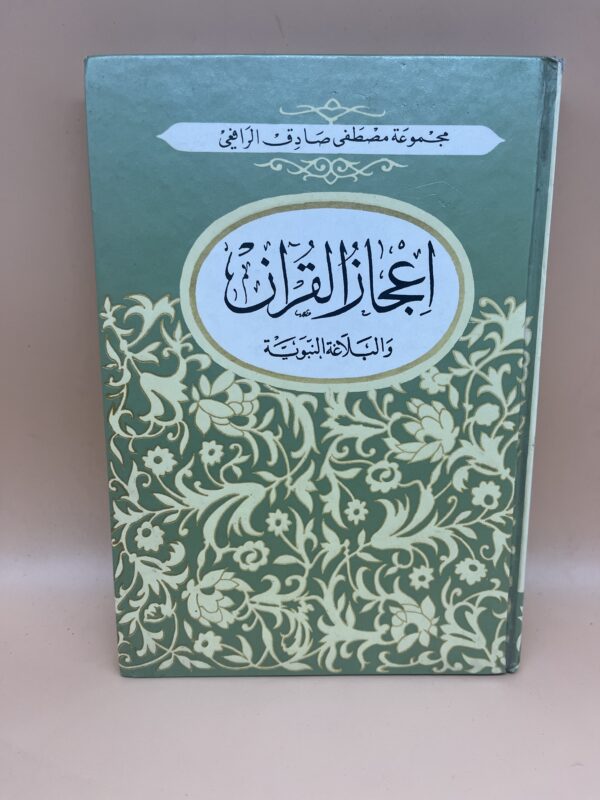 مجموعة مصطفى صادق الرافعي
إعجاز القرآن
والبلاغة النبوية